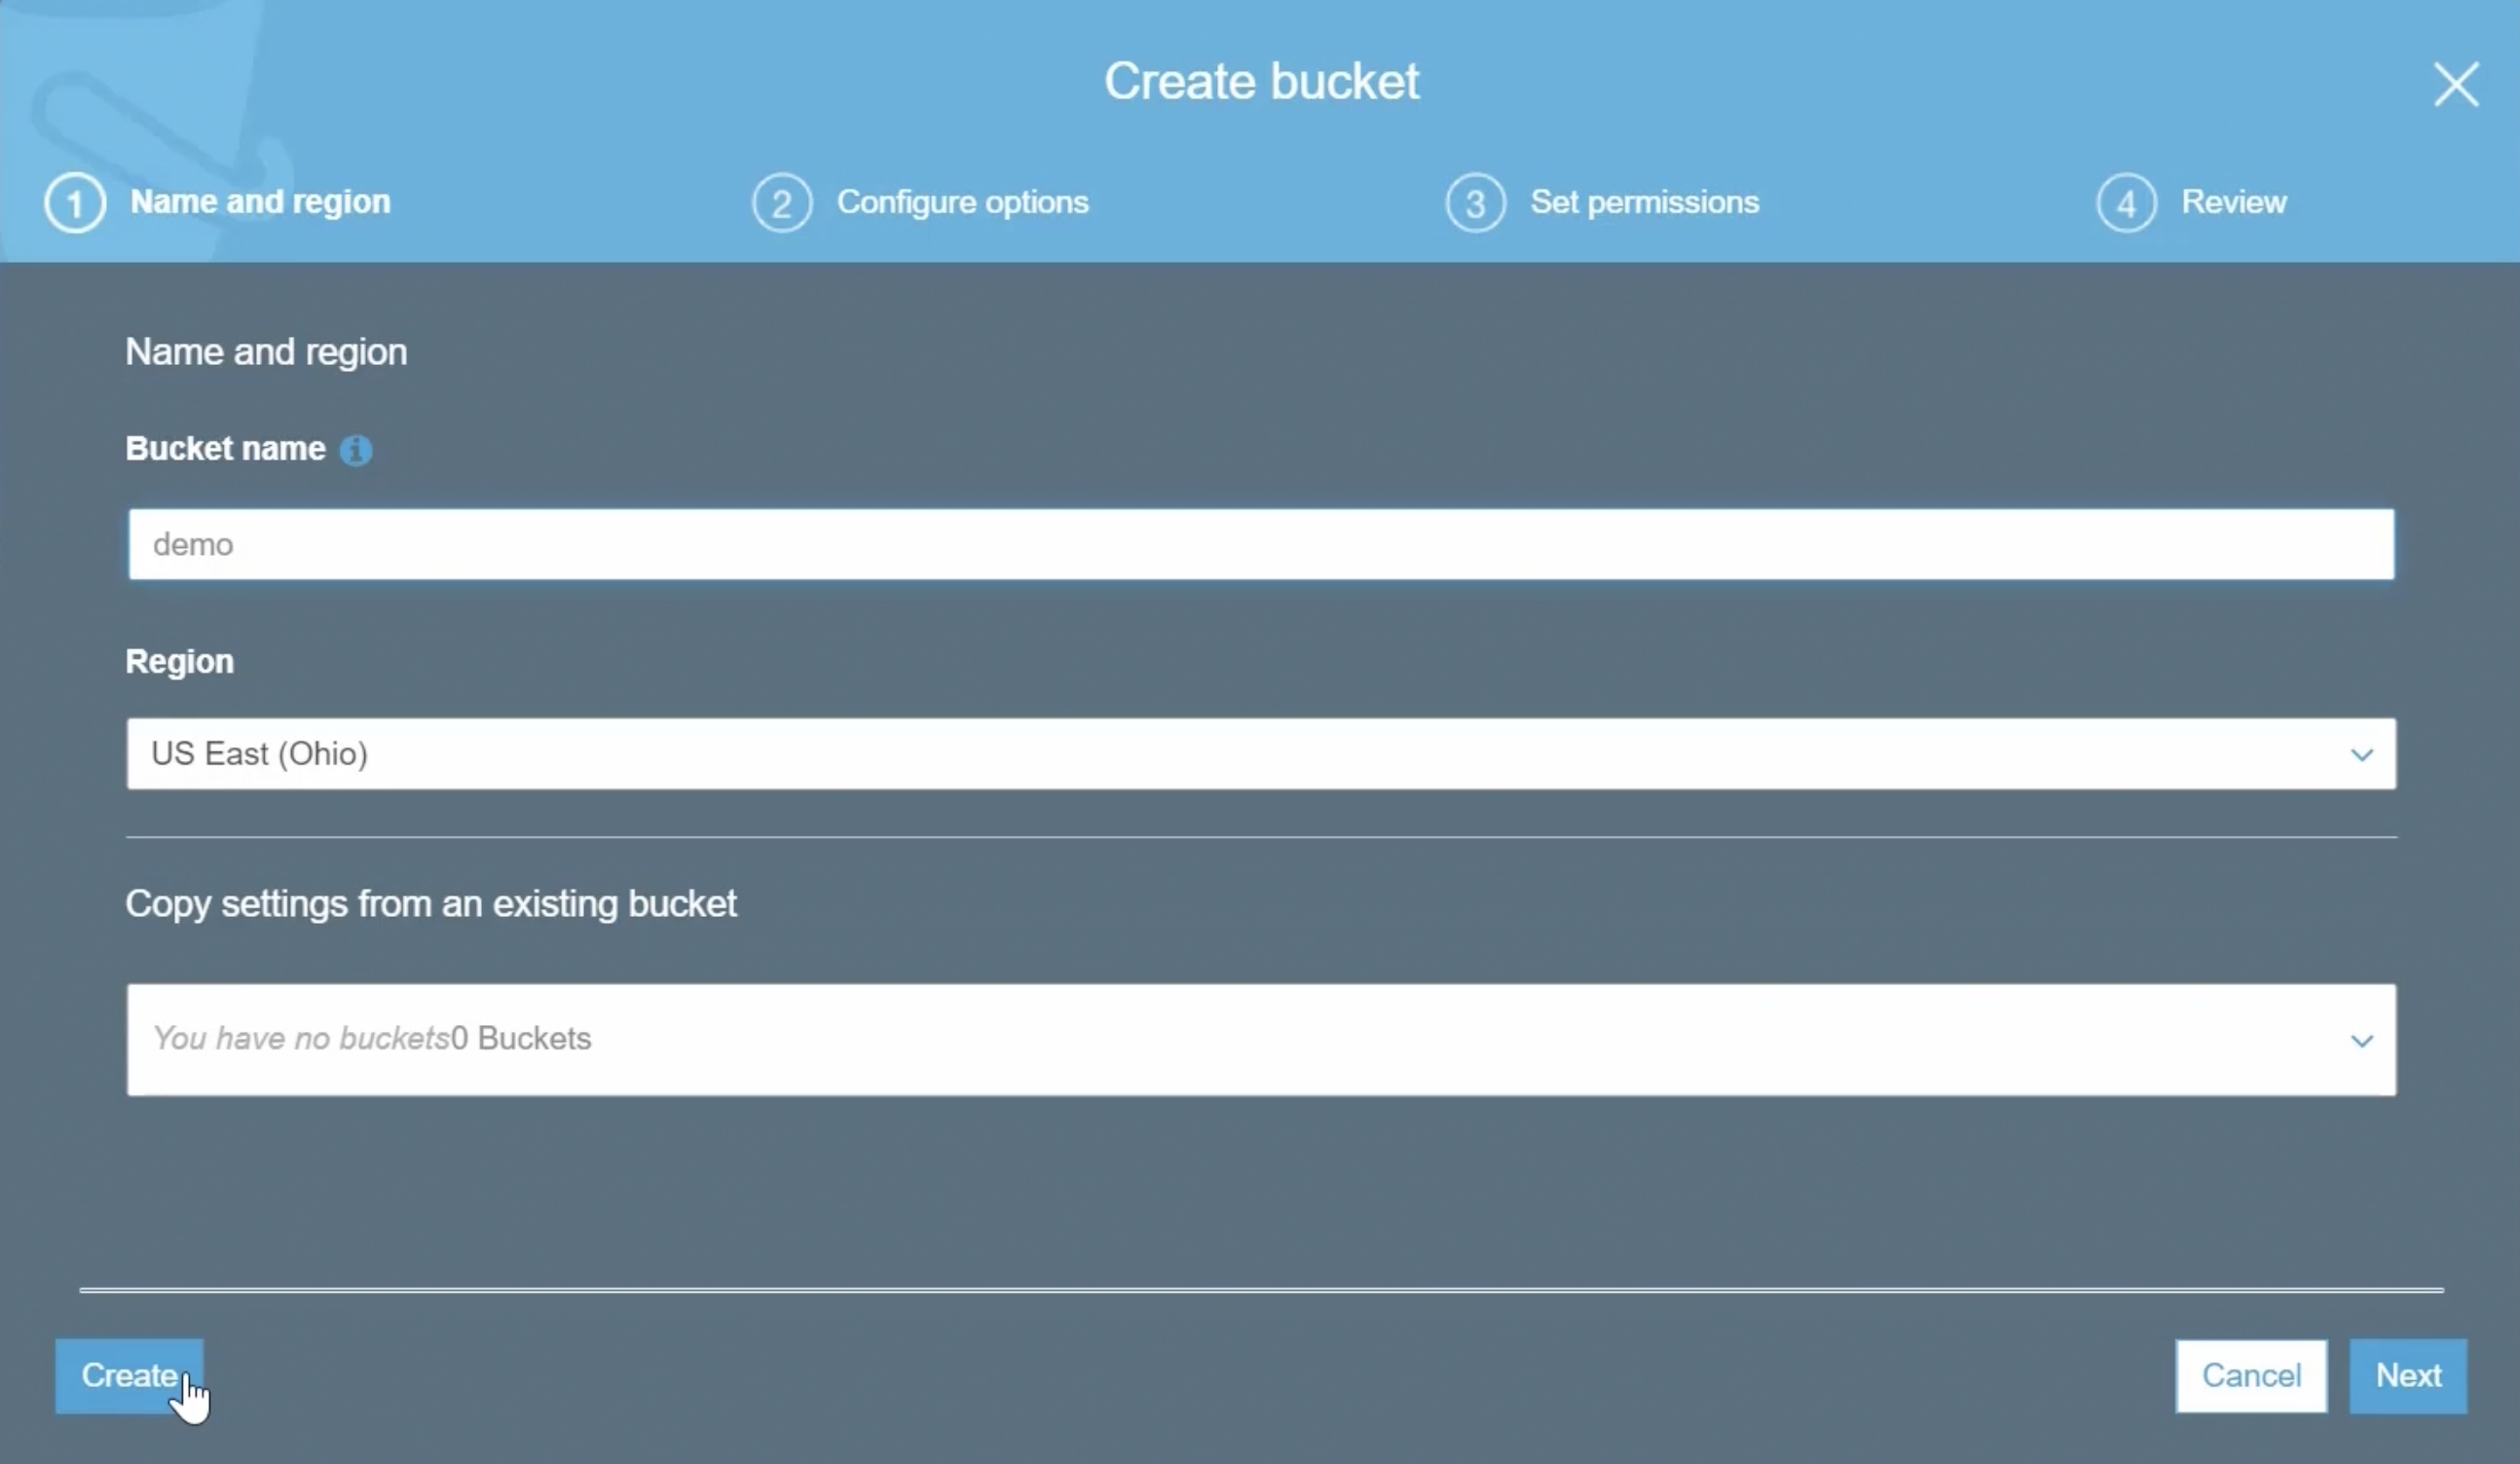 Create bucket
1 Name and region
2 Configure options
3 Set permissions
4 Review
Name and region
Bucket name
demo
Region
US East (Ohio)
Copy settings from an existing bucket
You have no buckets0 Buckets
Create
Cancel
Next